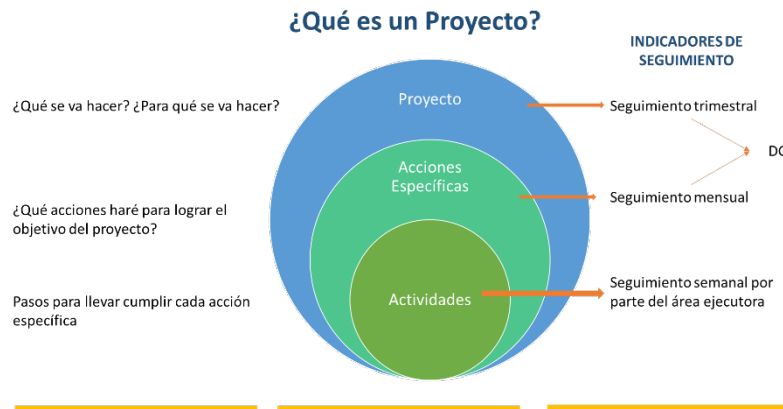 ¿Qué es un Proyecto?
INDICADORES DE
SEGUIMIENTO
¿Qué se va hacer? ¿Para qué se va hacer?
Proyecto
Seguimiento trimestral
Acciones
Específicas
Seguimiento mensual
¿Qué acciones haré para lograr el
objetivo del proyecto?
Actividades
Seguimiento semanal por
parte del área ejecutora
Pasos para llevar cumplir cada acción
específica